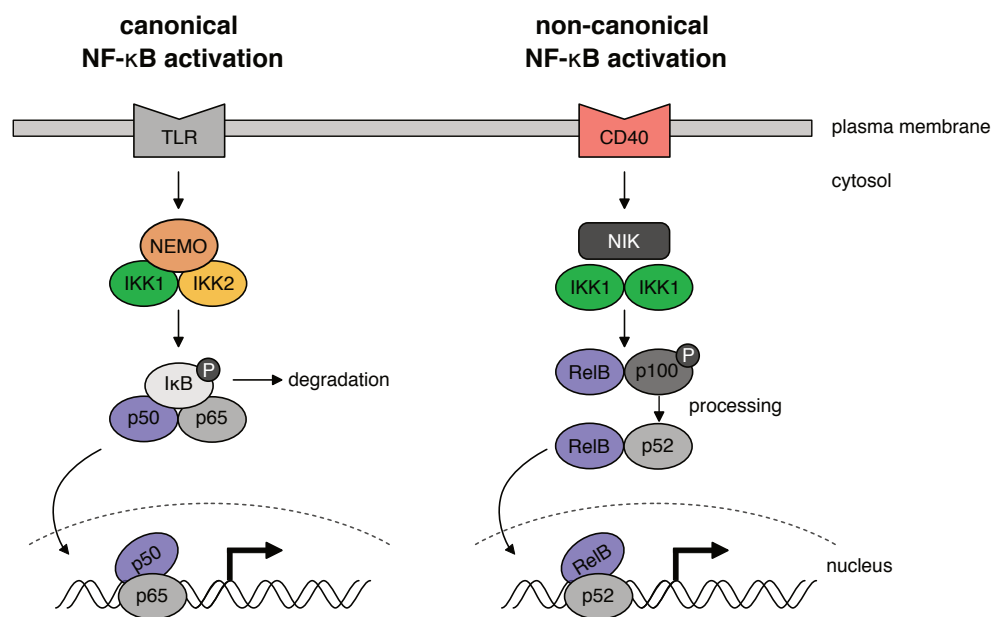 canonical
NF-κB activation
non-canonical
NF-κB activation
TLR
CD40
plasma membrane
cytosol
NEMO
IKK1
IKK2
NIK
IKK1
IKK1
P
IκB
degradation
p50
p65
P
RelB
p100
processing
RelB
p52
p50
p65
RelB
p52
nucleus